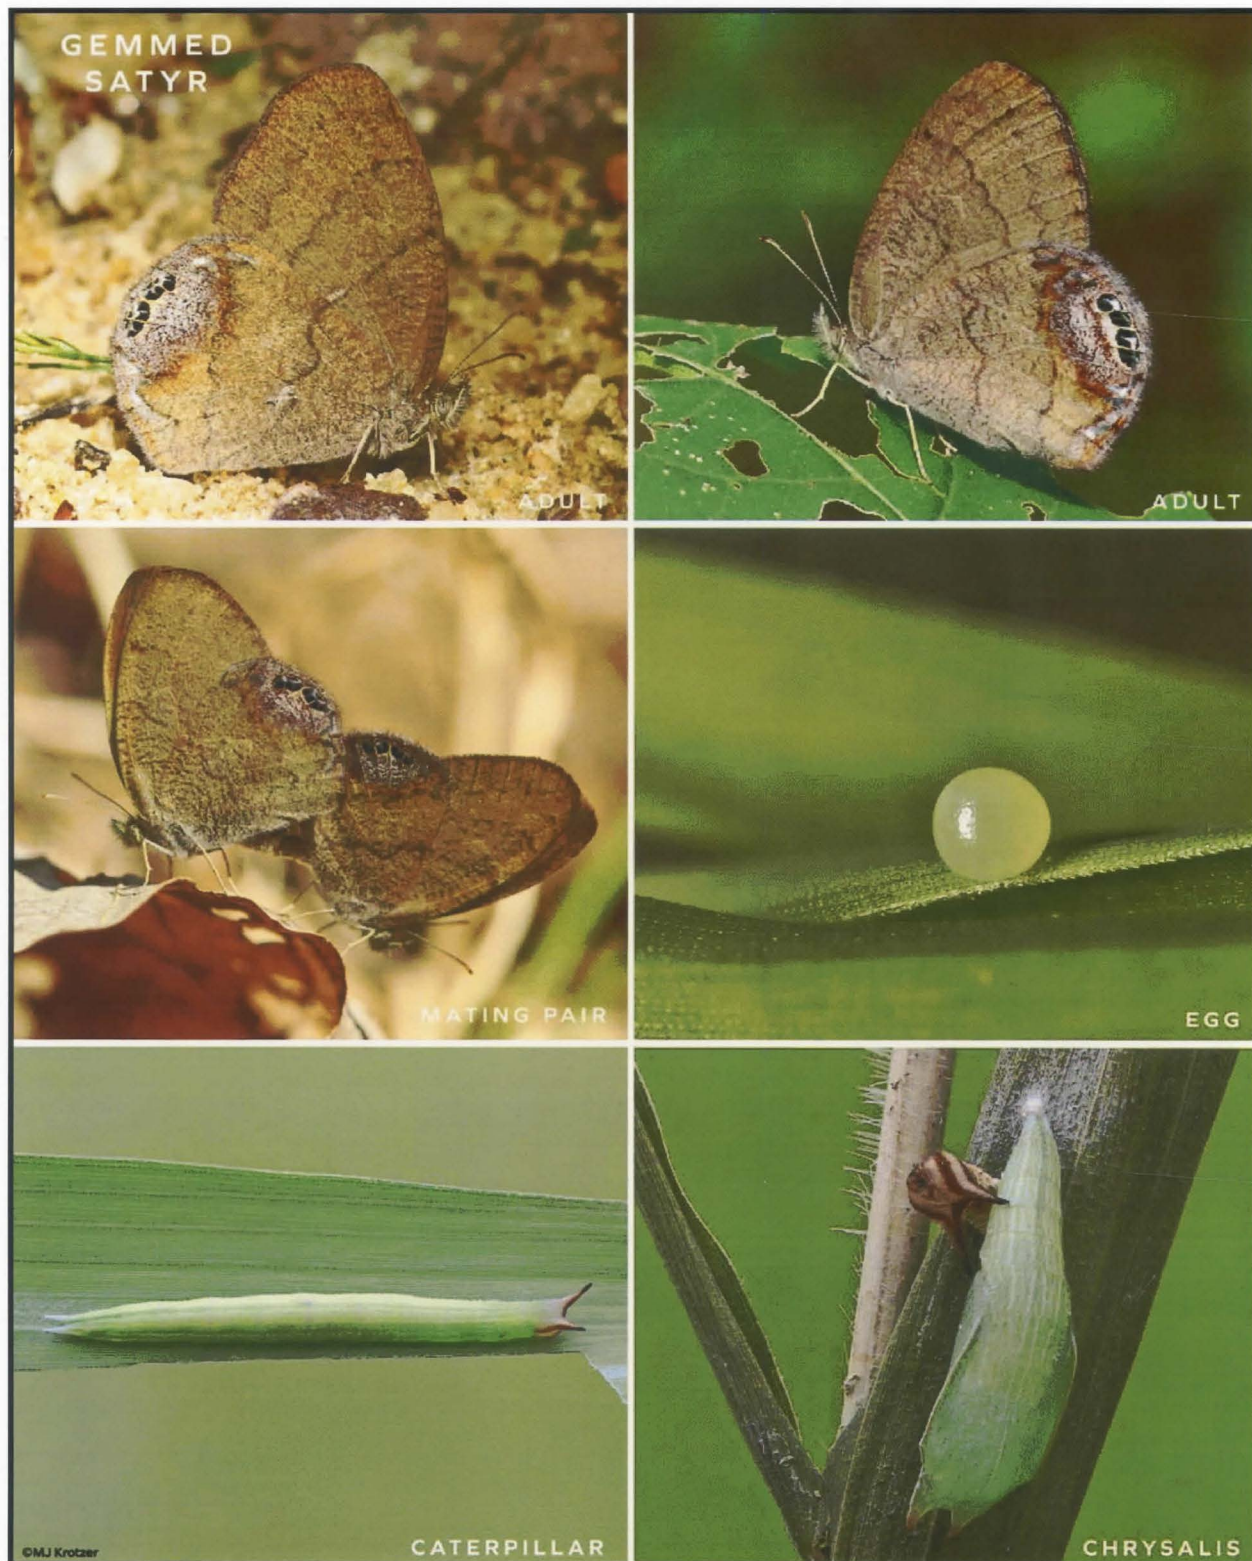 GEMMED
SATYR
ADULT
ADULT
MATING PAIR
EGG
CATERPILLAR
CHRYSALIS
©MJ Krotzer